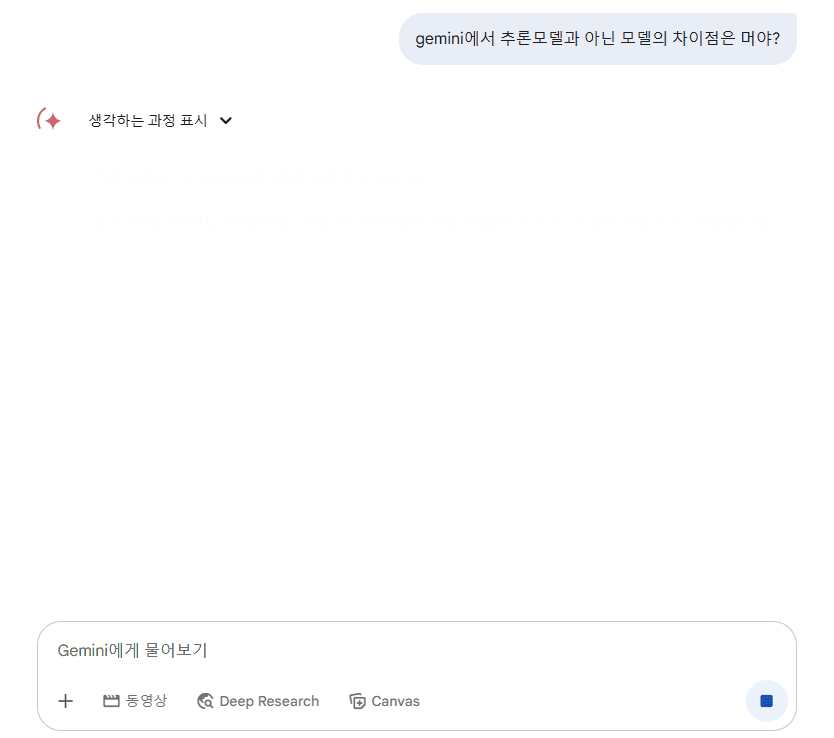 gemini에서 추론모델과 아닌 모델의 차이점은 머야?
생각하는 과정 표시
Gemini에게 물어보기
동영상 Deep Research Canvas